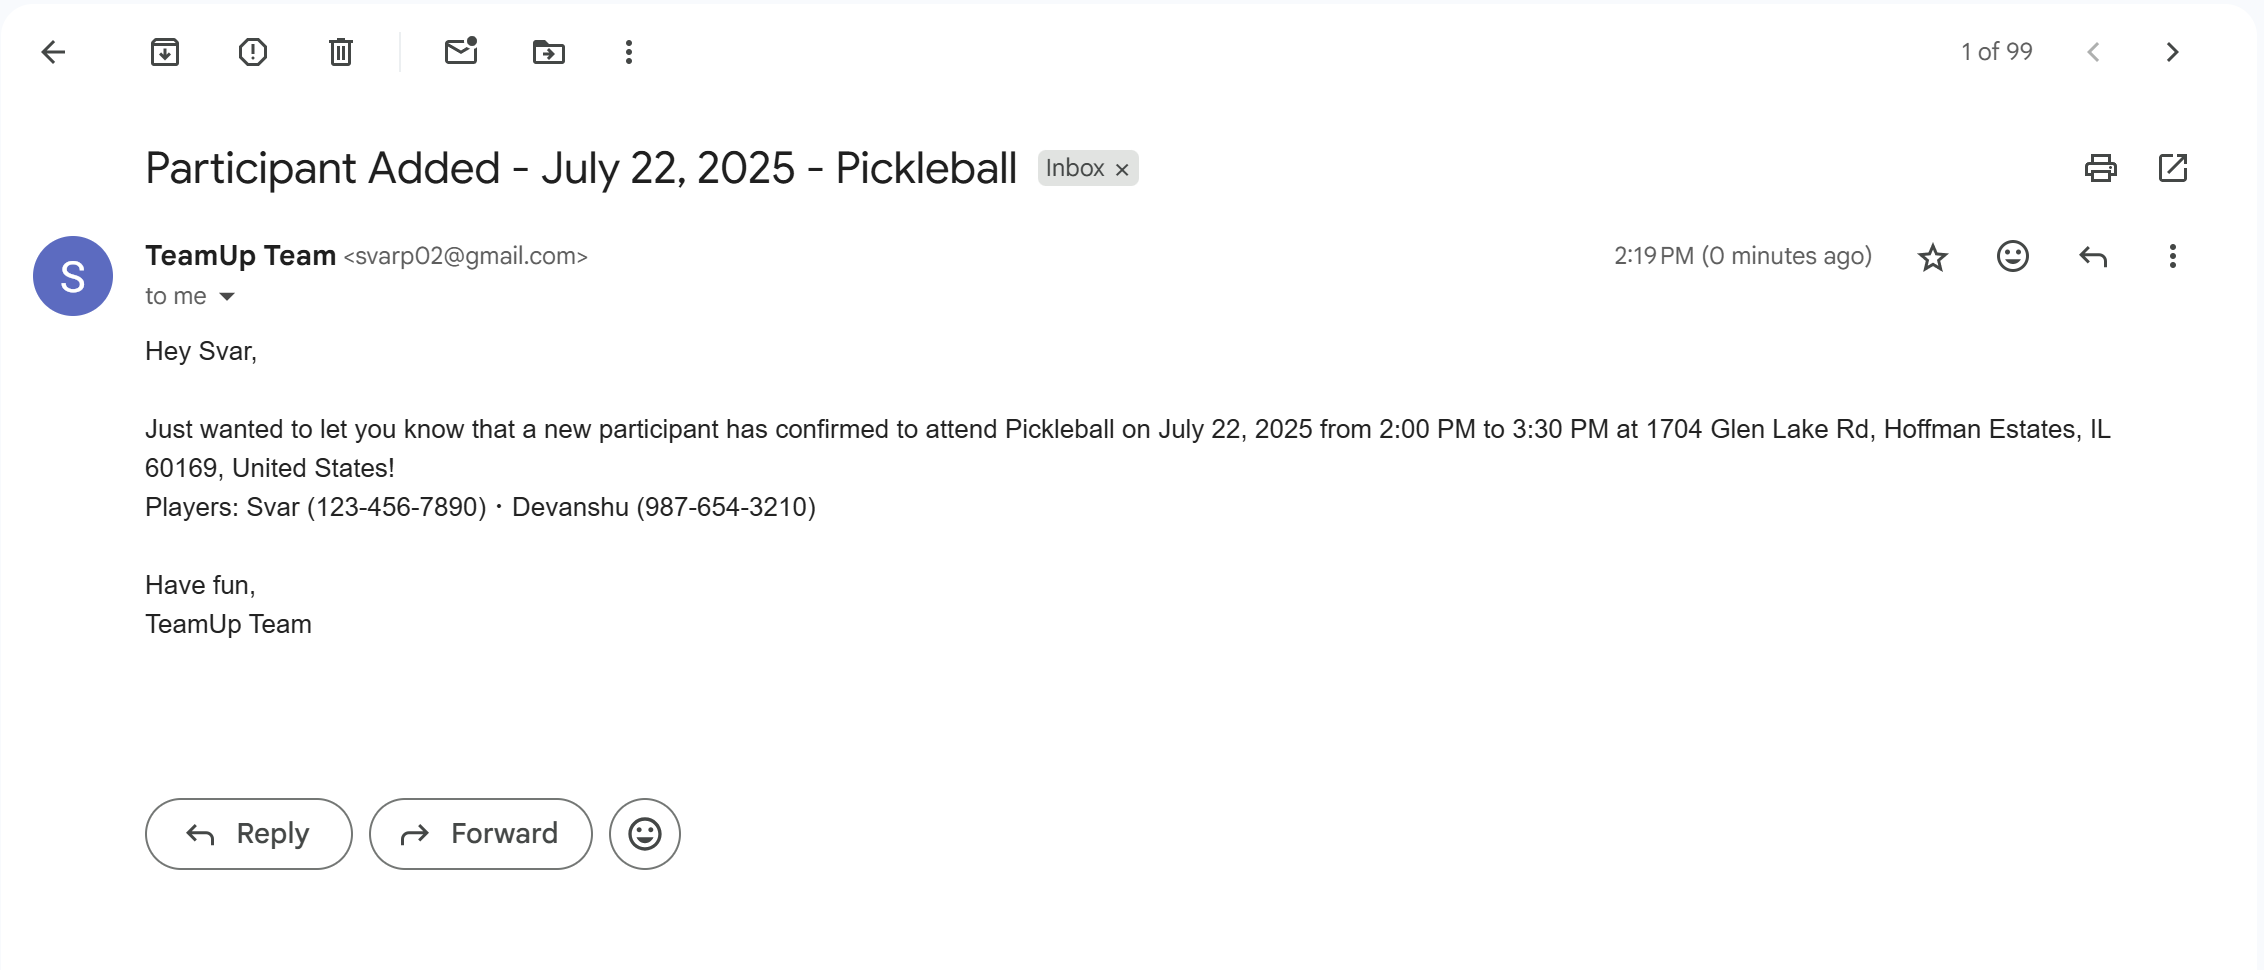 1 of 99
Participant Added - July 22, 2025 - Pickleball Inbox ×
S
TeamUp Team <svarp02@gmail.com> 2:19 PM (0 minutes ago)
to me
Hey Svar,
Just wanted to let you know that a new participant has confirmed to attend Pickleball on July 22, 2025 from 2:00 PM to 3:30 PM at 1704 Glen Lake Rd, Hoffman Estates, IL
60169, United States!
Players: Svar (123-456-7890) · Devanshu (987-654-3210)
Have fun,
TeamUp Team
Reply Forward